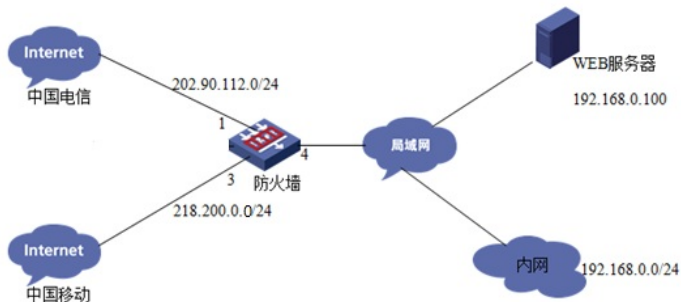 Internet
中国电信
202.90.112.0/24
1
WEB服务器
192.168.0.100
局域网
4
防火墙
3
218.200.0.0/24
Internet
中国移动
内网
192.168.0.0/24